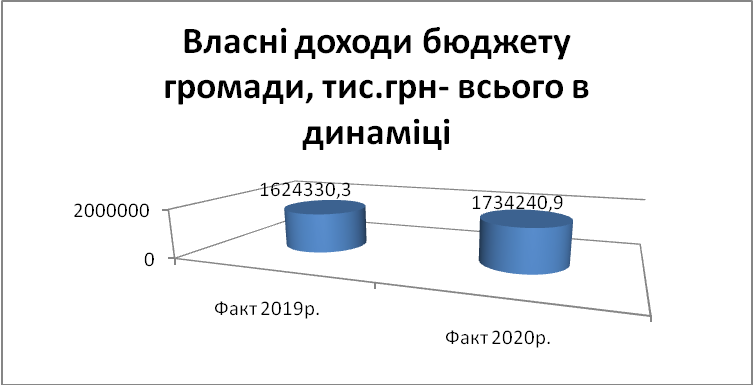 Власні доходи бюджету
громади, тис.грн- всього в
динаміці
1624330,3
1734240,9
2000000
0
Факт 2019р.
Факт 2020р.